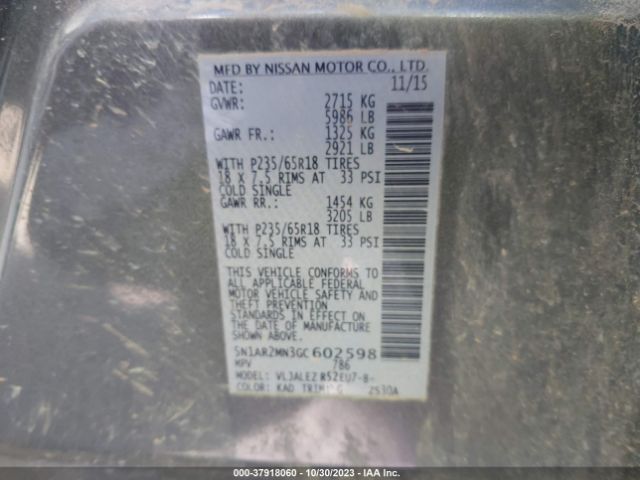 MFD BY NISSAN MOTOR CO., LTD.
DATE: 11/15
GVWR: 2715 KG
5986 LB
GAWR FR.: 1325 KG
2921 LB
WITH P235/65R18 TIRES
18 X 7.5 RIMS AT 33 PSI
COLD SINGLE
GAWR RR.: 1454 KG
3205 LB
WITH P235/65R18 TIRES
18 X 7.5 RIMS AT 33 PSI
COLD SINGLE
THIS VEHICLE CONFORMS TO
ALL APPLICABLE FEDERAL
MOTOR VEHICLE SAFETY AND
THEFT PREVENTION
STANDARDS IN EFFECT ON
THE DATE OF MANUFACTURE
SHOWN ABOVE.
5N1AR2MN3GC602598
MPV 786
MODEL: VLJALEZ R52EU7-8-
COLOR: KAD TRIM: G 2530A
000-37918060 - 10/30/2023 - IAA Inc.